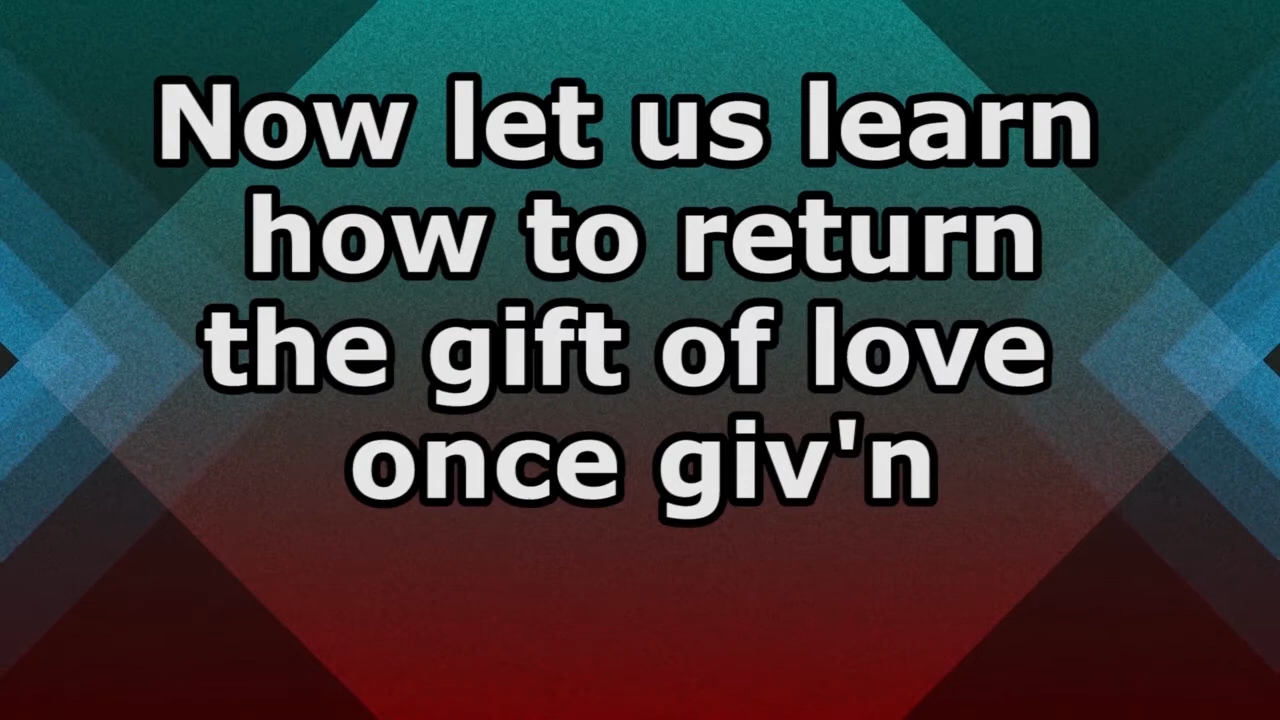 Now let us learn
how to return
the gift of love
once giv'n